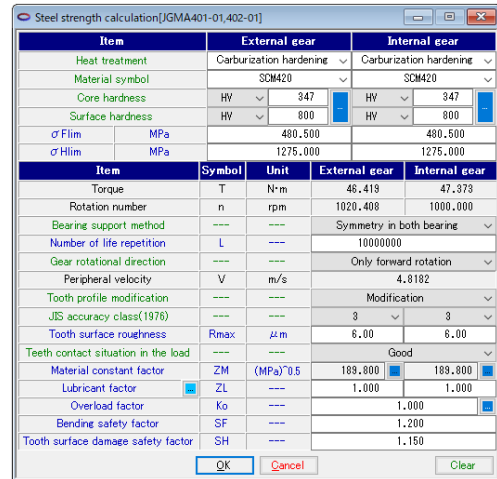 Steel strength calculation[JGMA401-01,402-01]
Item External gear Internal gear
Heat treatment Carburization hardening Carburization hardening
Material symbol SCM420 SCM420
Core hardness HV 347 ... HV 347 ...
Surface hardness HV 800 HV 800
σFlim MPa 480.500 480.500
σHlim MPa 1275.000 1275.000
Item Symbol Unit External gear Internal gear
Torque T N·m 46.419 47.373
Rotation number n rpm 1020.408 1000.000
Bearing support method --- --- Symmetry in both bearing
Number of life repetition L --- 10000000
Gear rotational direction --- --- Only forward rotation
Peripheral velocity V m/s 4.8182
Tooth profile modification --- --- Modification
JIS accuracy class(1976) --- --- 3 3
Tooth surface roughness Rmax μm 6.00 6.00
Teeth contact situation in the load --- --- Good
Material constant factor ZM (MPa)^0.5 189.800 ... 189.800 ...
Lubricant factor ... ZL --- 1.000 1.000
Overload factor Ko --- 1.000 ...
Bending safety factor SF --- 1.200
Tooth surface damage safety factor SH --- 1.150
OK Cancel Clear